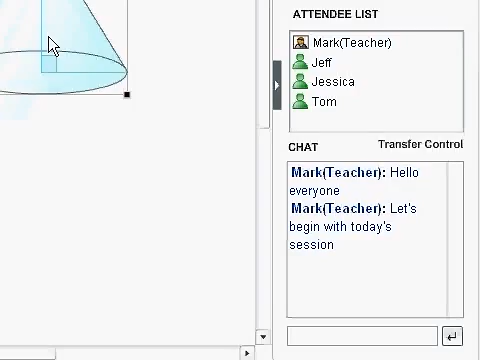 ATTENDEE LIST
Mark(Teacher)
Jeff
Jessica
Tom
CHAT
Transfer Control
Mark(Teacher): Hello
everyone
Mark(Teacher): Let's
begin with today's
session